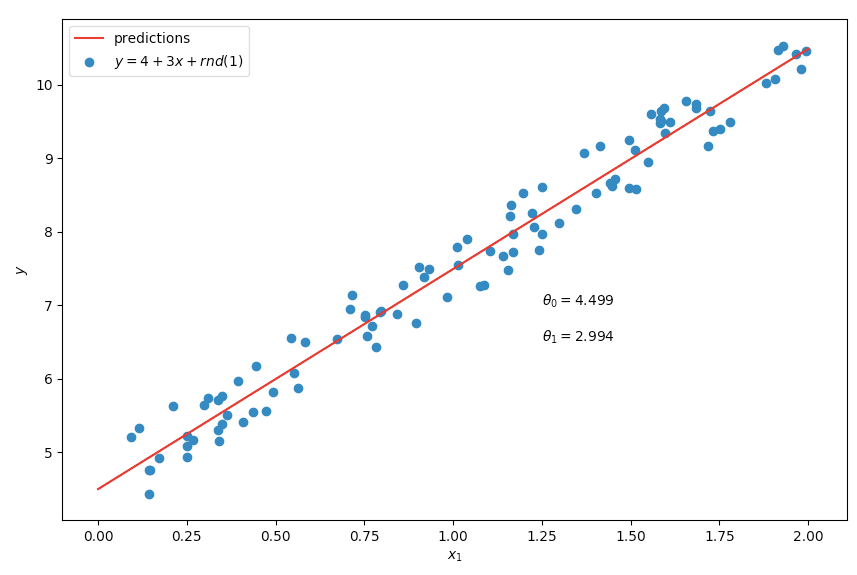 predictions
y = 4 + 3x + rnd(1)
10
9
8
7
6
5
y
θ₀ = 4.499
θ₁ = 2.994
0.00 0.25 0.50 0.75 1.00 1.25 1.50 1.75 2.00
x₁